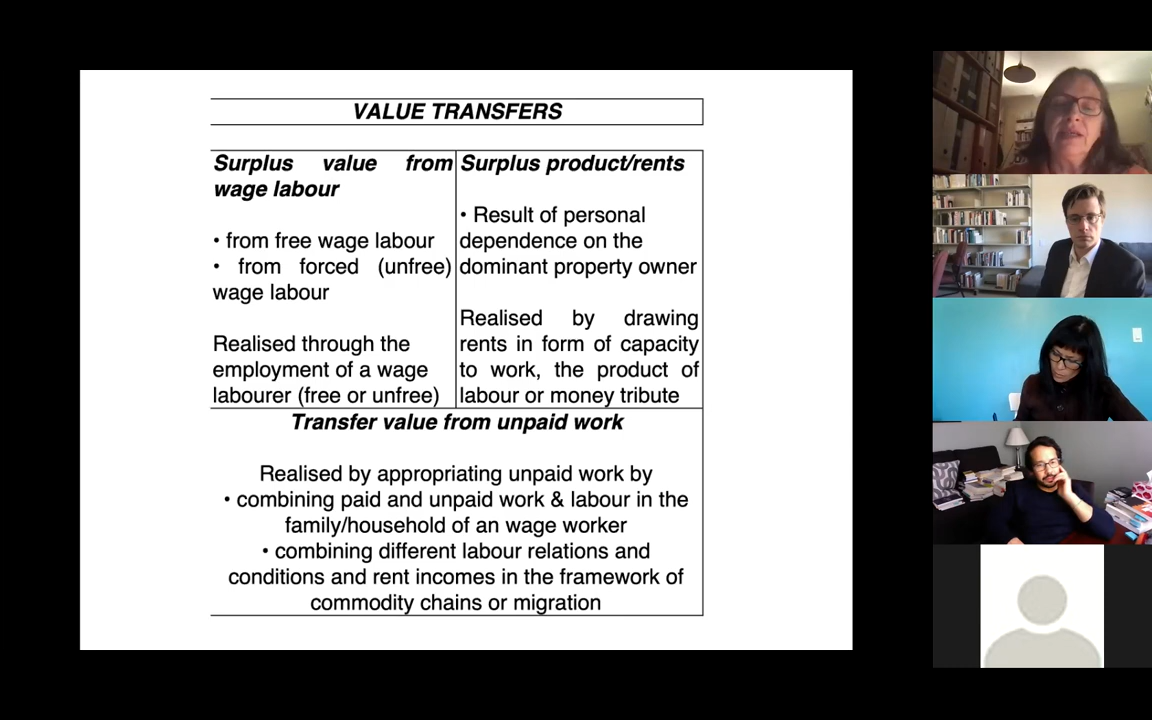 VALUE TRANSFERS
Surplus value from
wage labour
• from free wage labour
• from forced (unfree)
wage labour
Realised through the
employment of a wage
labourer (free or unfree)
Surplus product/rents
• Result of personal
dependence on the
dominant property owner
Realised by drawing
rents in form of capacity
to work, the product of
labour or money tribute
Transfer value from unpaid work
Realised by appropriating unpaid work by
• combining paid and unpaid work & labour in the
family/household of an wage worker
• combining different labour relations and
conditions and rent incomes in the framework of
commodity chains or migration